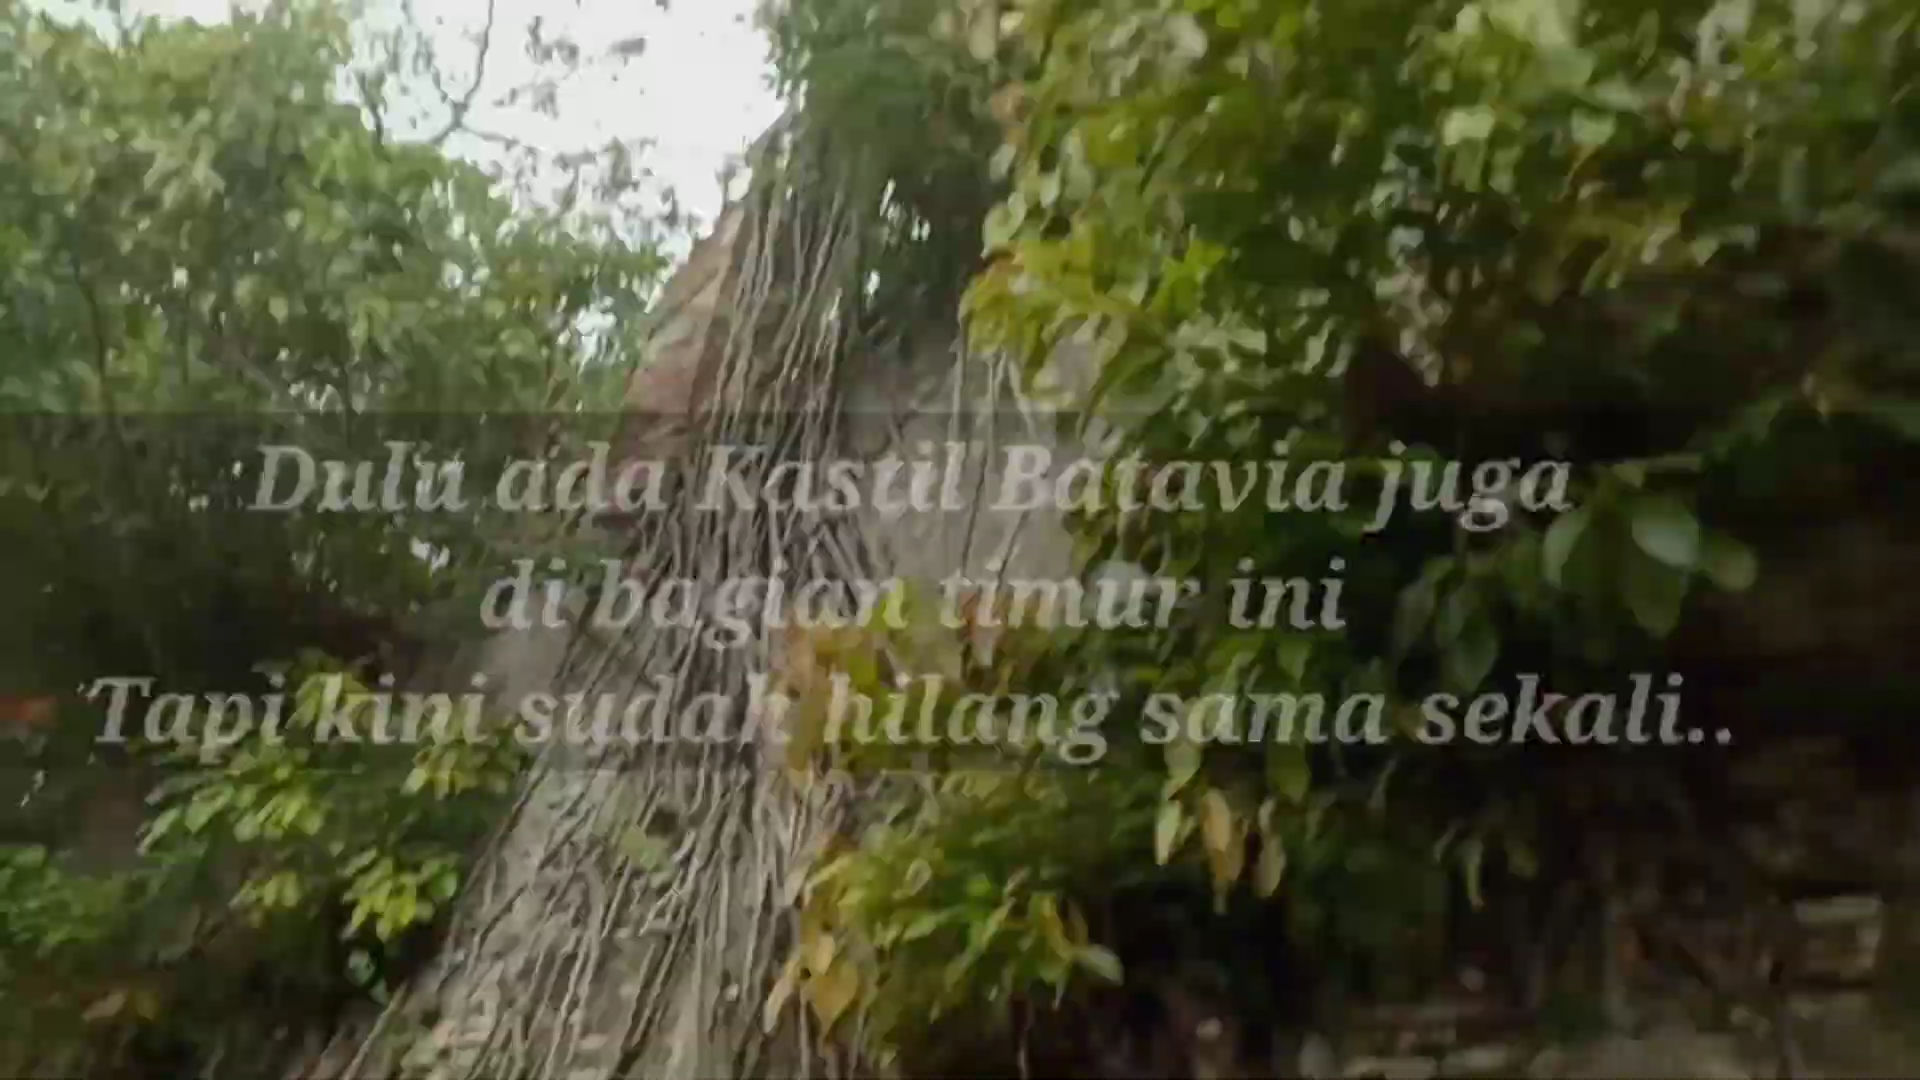 Dulu ada Kastil Batavia juga
di bagian timur ini
Tapi kini sudah hilang sama sekali..